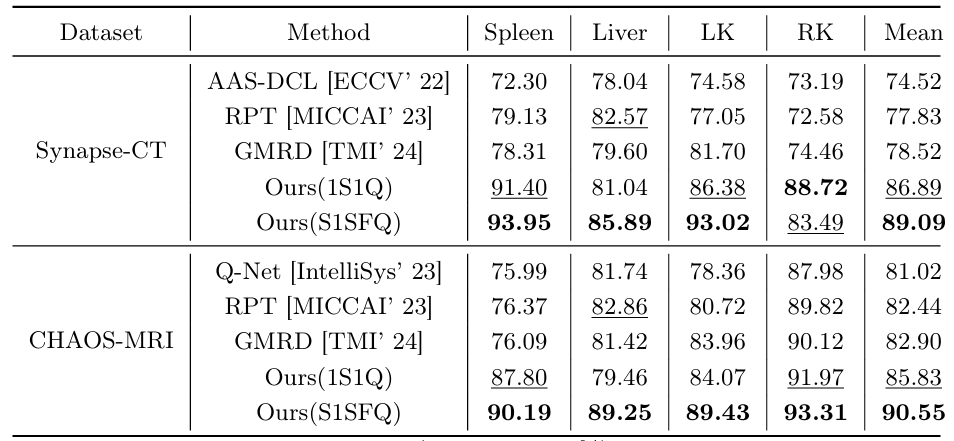 Dataset Method Spleen Liver LK RK Mean
AAS-DCL [ECCV' 22] 72.30 78.04 74.58 73.19 74.52
RPT [MICCAI' 23] 79.13 82.57 77.05 72.58 77.83
Synapse-CT GMRD [TMI' 24] 78.31 79.60 81.70 74.46 78.52
Ours(1S1Q) 91.40 81.04 86.38 88.72 86.89
Ours(S1SFQ) 93.95 85.89 93.02 83.49 89.09
Q-Net [IntelliSys' 23] 75.99 81.74 78.36 87.98 81.02
RPT [MICCAI' 23] 76.37 82.86 80.72 89.82 82.44
CHAOS-MRI GMRD [TMI' 24] 76.09 81.42 83.96 90.12 82.90
Ours(1S1Q) 87.80 79.46 84.07 91.97 85.83
Ours(S1SFQ) 90.19 89.25 89.43 93.31 90.55